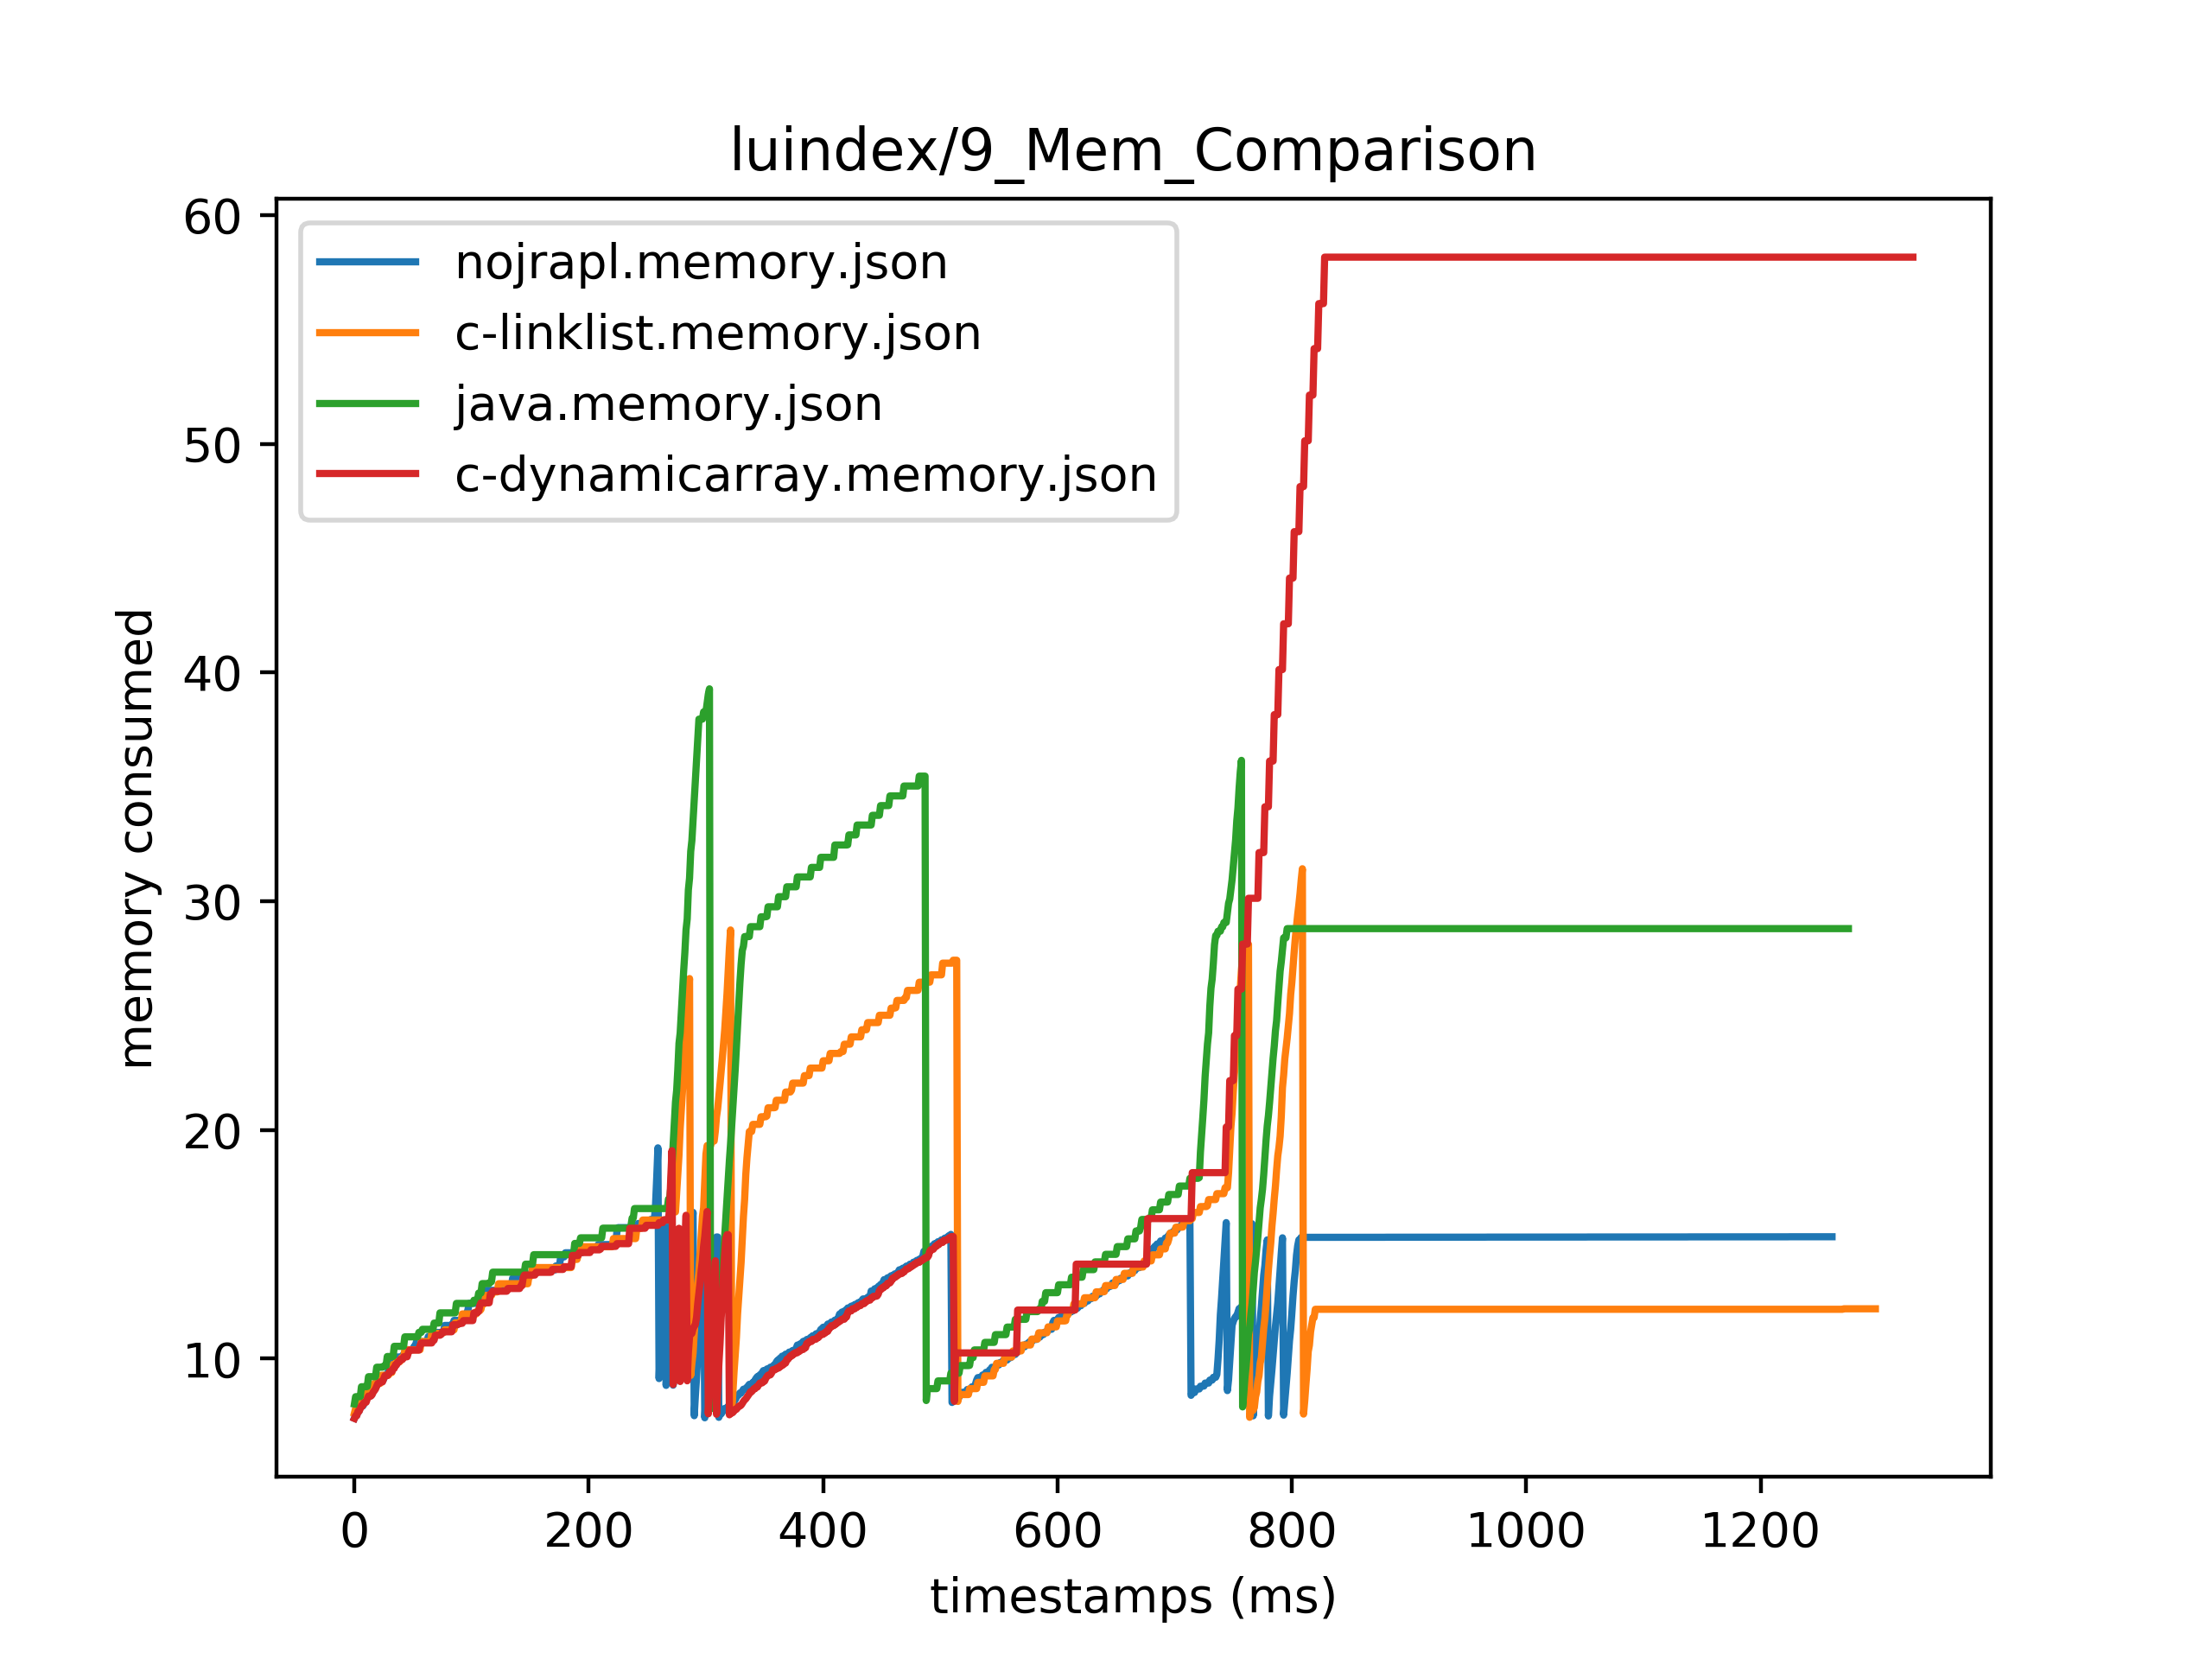 luindex/9_Mem_Comparison
60
50
40
30
20
10
memory consumed
nojrapl.memory.json
c-linklist.memory.json
java.memory.json
c-dynamicarray.memory.json
0 200 400 600 800 1000 1200
timestamps (ms)